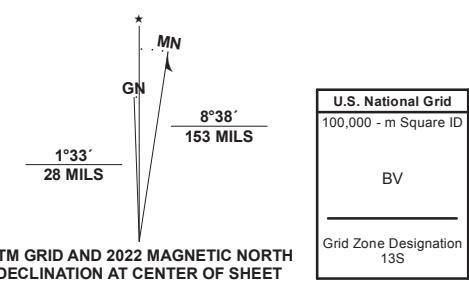 MN
GN
8°38´
153 MILS
1°33´
28 MILS
TM GRID AND 2022 MAGNETIC NORTH
DECLINATION AT CENTER OF SHEET
U.S. National Grid
100,000 - m Square ID
BV
Grid Zone Designation
13S